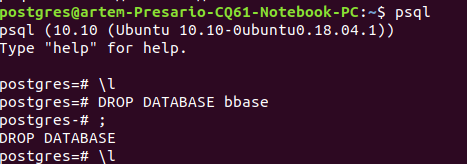 postgres@artem-Presario-CQ61-Notebook-PC:~$ psql
psql (10.10 (Ubuntu 10.10-0ubuntu0.18.04.1))
Type "help" for help.
postgres=# \l
postgres=# DROP DATABASE bbase
postgres-# ;
DROP DATABASE
postgres=# \l